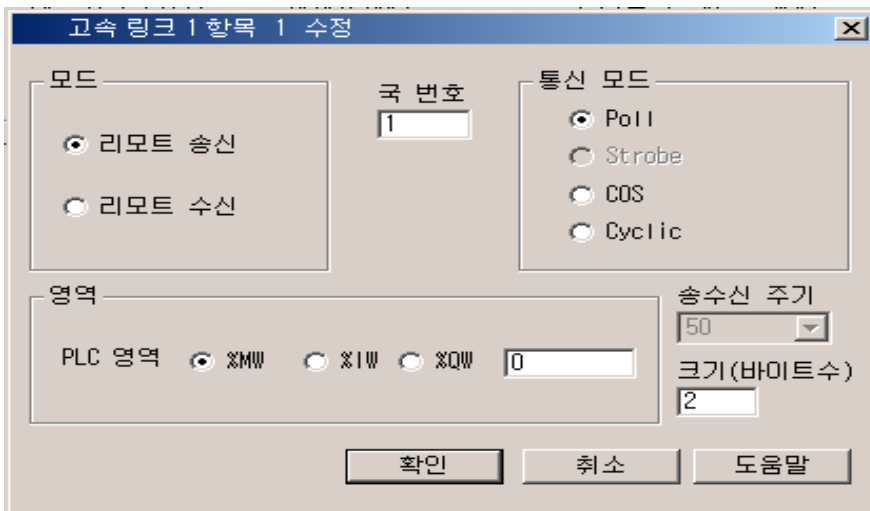 고속 링크 1 항목 1 수정
모드
리모트 송신
리모트 수신
국 번호
1
통신 모드
Poll
Strobe
COS
Cyclic
영역
PLC 영역 %MW %IW %QW 0
송수신 주기
50
크기(바이트수)
2
확인 취소 도움말